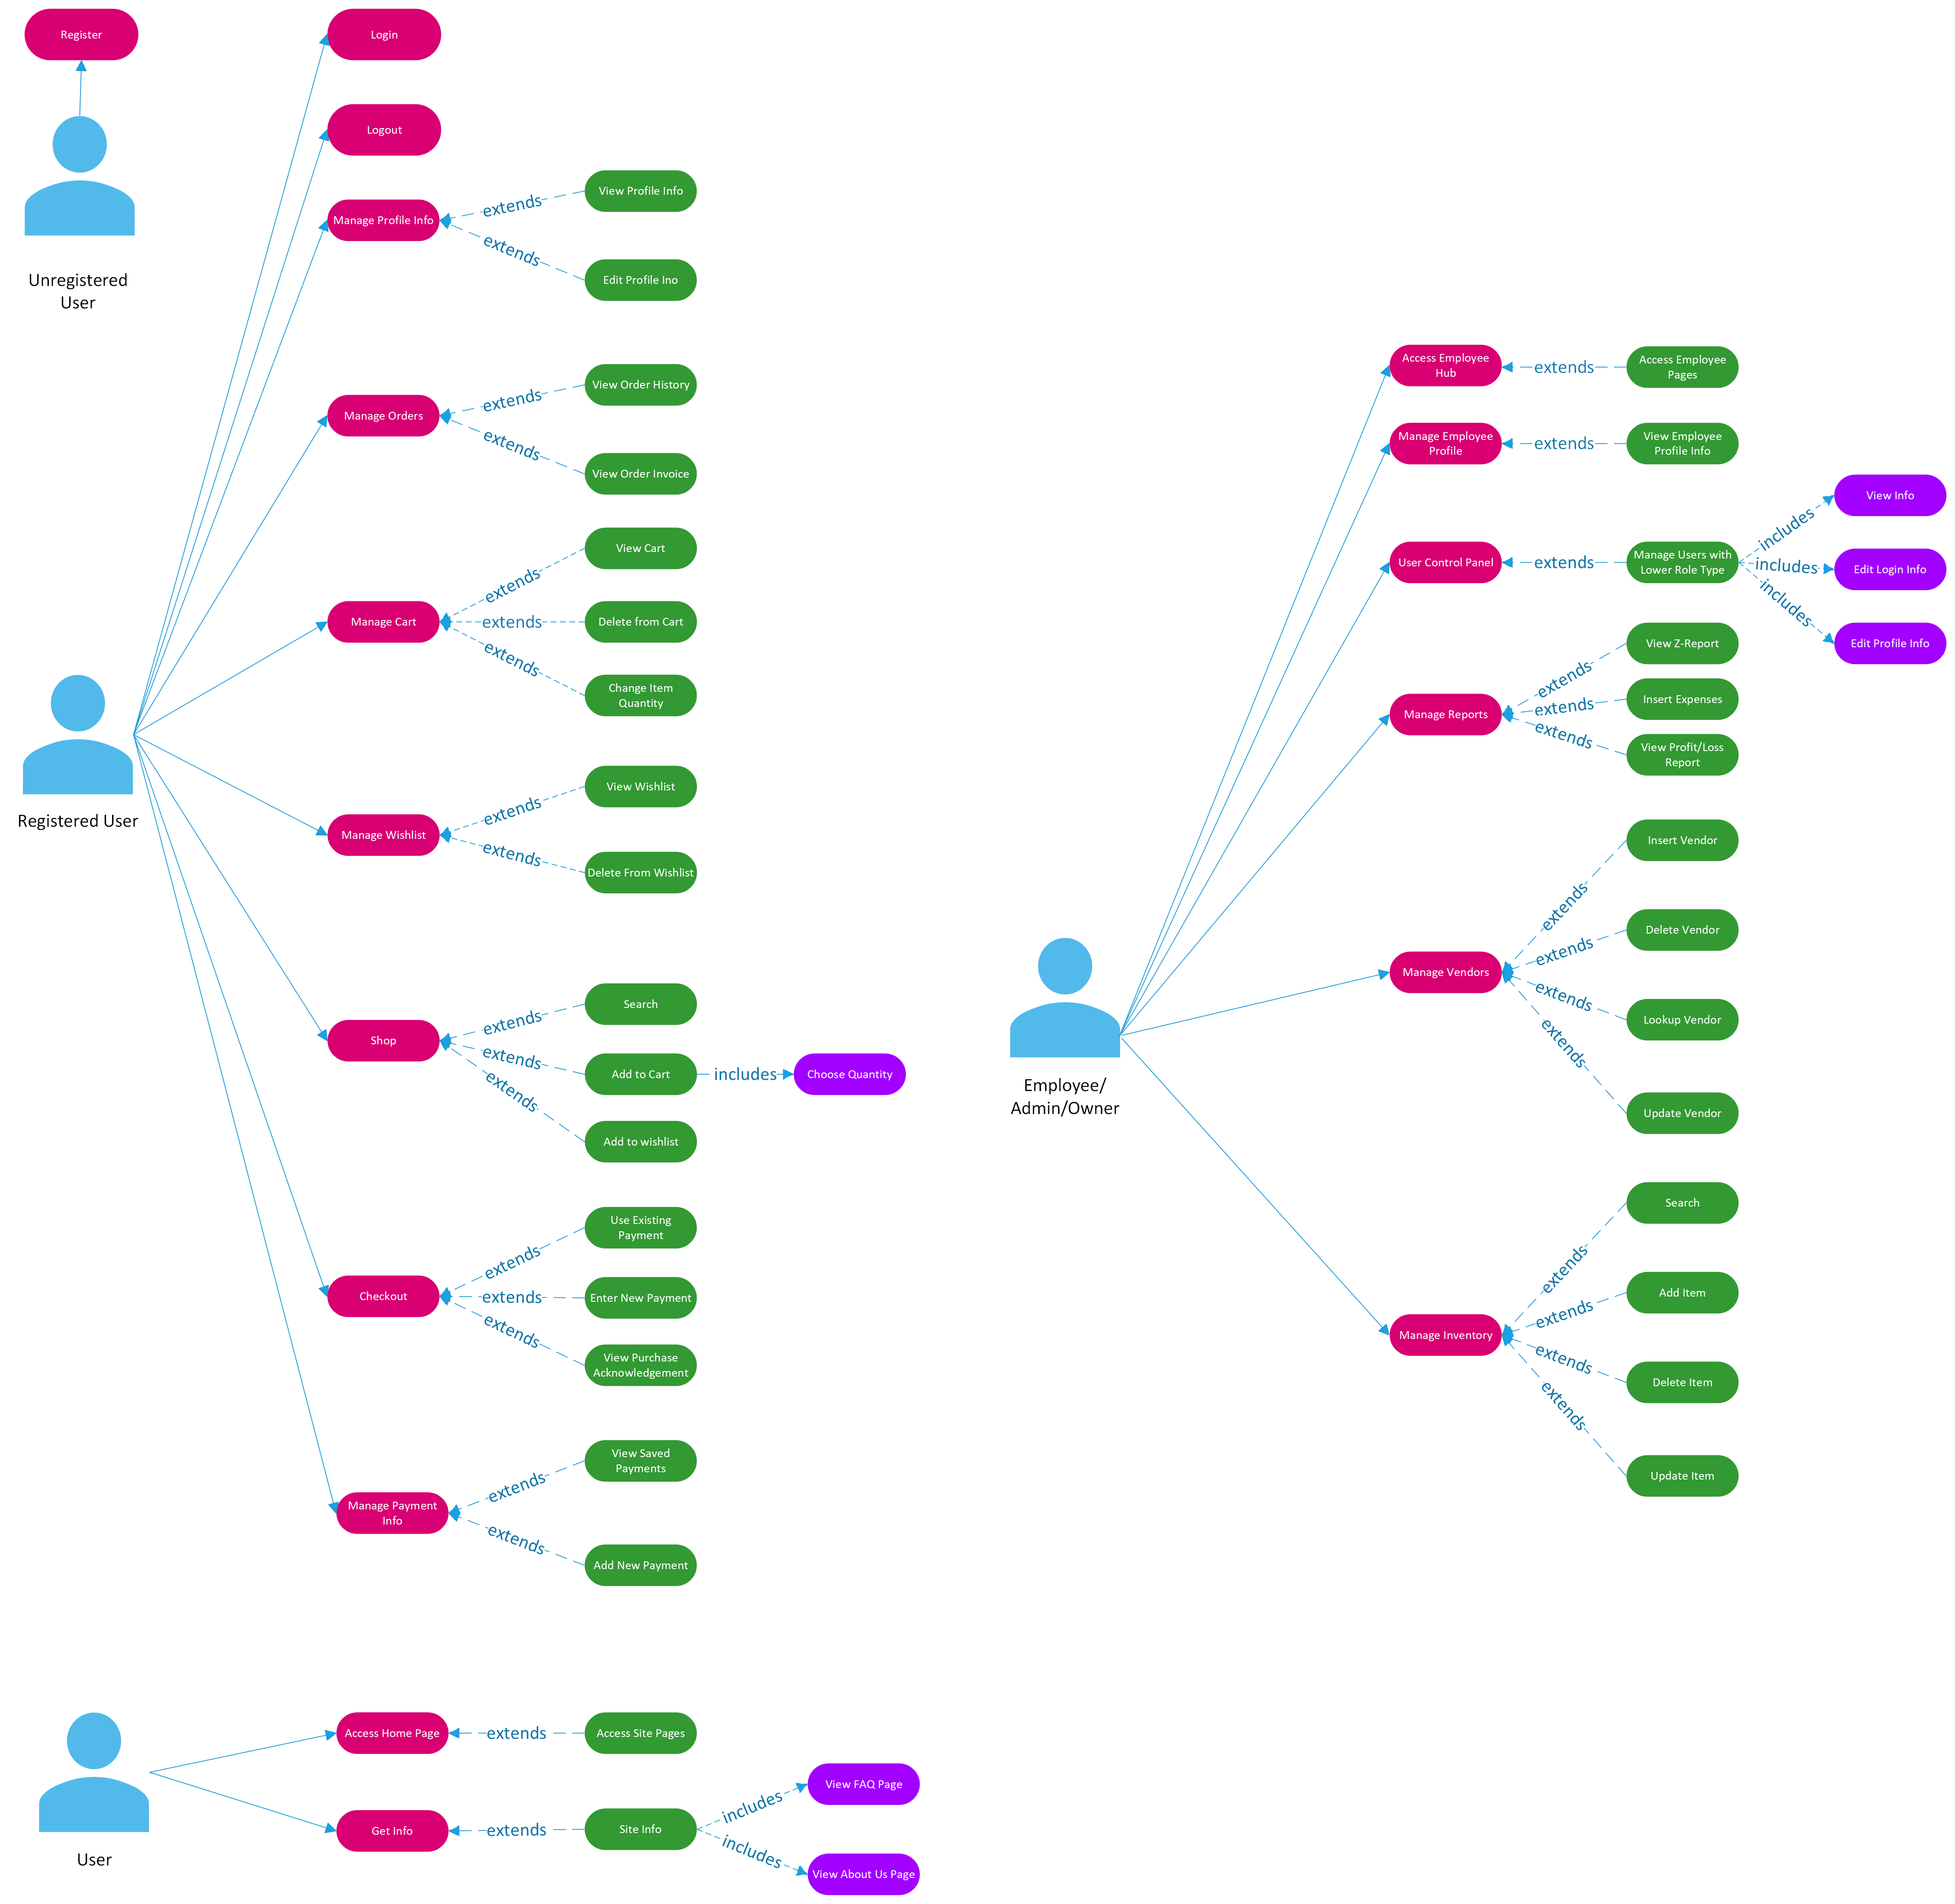 Register
Unregistered
User
Login
Logout
Manage Profile Info
extends
View Profile Info
extends
Edit Profile Ino
Manage Orders
extends
View Order History
extends
View Order Invoice
Manage Cart
extends
View Cart
extends
Delete from Cart
extends
Change Item
Quantity
Registered User
Manage Wishlist
extends
View Wishlist
extends
Delete From Wishlist
Shop
extends
Search
extends
Add to Cart
includes
Choose Quantity
extends
Add to wishlist
Checkout
extends
Use Existing
Payment
extends
Enter New Payment
extends
View Purchase
Acknowledgement
Manage Payment
Info
extends
View Saved
Payments
extends
Add New Payment
User
Access Home Page
extends
Access Site Pages
Get Info
extends
Site Info
includes
View FAQ Page
includes
View About Us Page
Employee/
Admin/Owner
Access Employee
Hub
extends
Access Employee
Pages
Manage Employee
Profile
extends
View Employee
Profile Info
User Control Panel
extends
Manage Users with
Lower Role Type
includes
View Info
includes
Edit Login Info
includes
Edit Profile Info
Manage Reports
extends
View Z-Report
extends
Insert Expenses
extends
View Profit/Loss
Report
Manage Vendors
extends
Insert Vendor
extends
Delete Vendor
extends
Lookup Vendor
extends
Update Vendor
Manage Inventory
extends
Search
extends
Add Item
extends
Delete Item
extends
Update Item